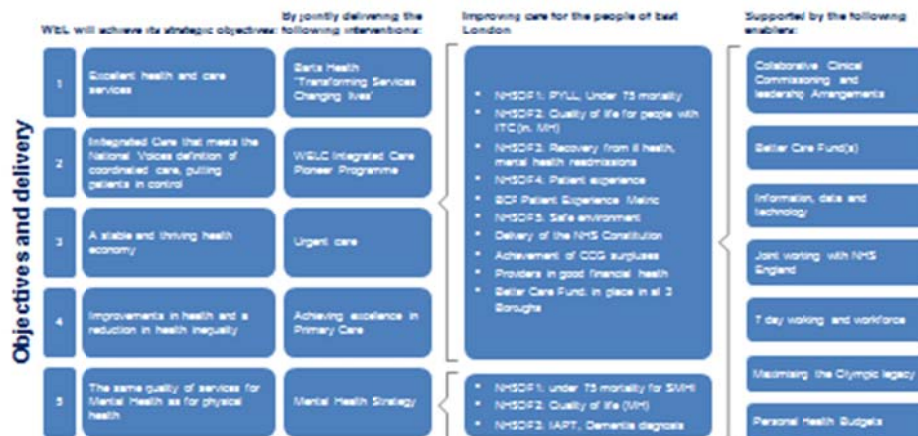 WEL will achieve its strategic objectives:
By jointly delivering the
following interventions:
Improving care for the people of East
London
Supported by the following
enablers:
Objectives and delivery
1
Excellent health and care
services
Barts Health
"Transforming Services
Changing lives"
2
Integrated Care that meets the
National Voices definition of
coordinated care, putting
patients in control
WELC Integrated Care
Pioneer Programme
3
A stable and thriving health
economy
Urgent care
4
Improvements in health and a
reduction in health inequality
Achieving excellence in
Primary Care
5
The same quality of services for
Mental Health as for physical
health
Mental Health Strategy
NHSOF1: PYLL, Under 75 mortality
NHSOF2: Quality of life for people with
(in. MH)
NHSOF3: Recovery from ill health,
mental health readmissions
NHSOF4: Patient experience
BCF Patient Experience Metric
NHSOF5: Safe environment
Delivery of the NHS Constitution
Achievement of CCG surpluses
Providers in good financial health
Better Care Fund. in place in all 3
Boroughs
NHSOF1: under 75 mortality for SMHI
NHSOF2: Quality of life (MH)
NHSOF2: IAPT, Dementia diagnosis
Collaborative Clinical
Commissioning and
leadership Arrangements
Better Care Fund(s)
Information, data and
technology
Joint working with NHS
England
7 day working and workforce
Maximising the Olympic legacy
Personal Health Budgets